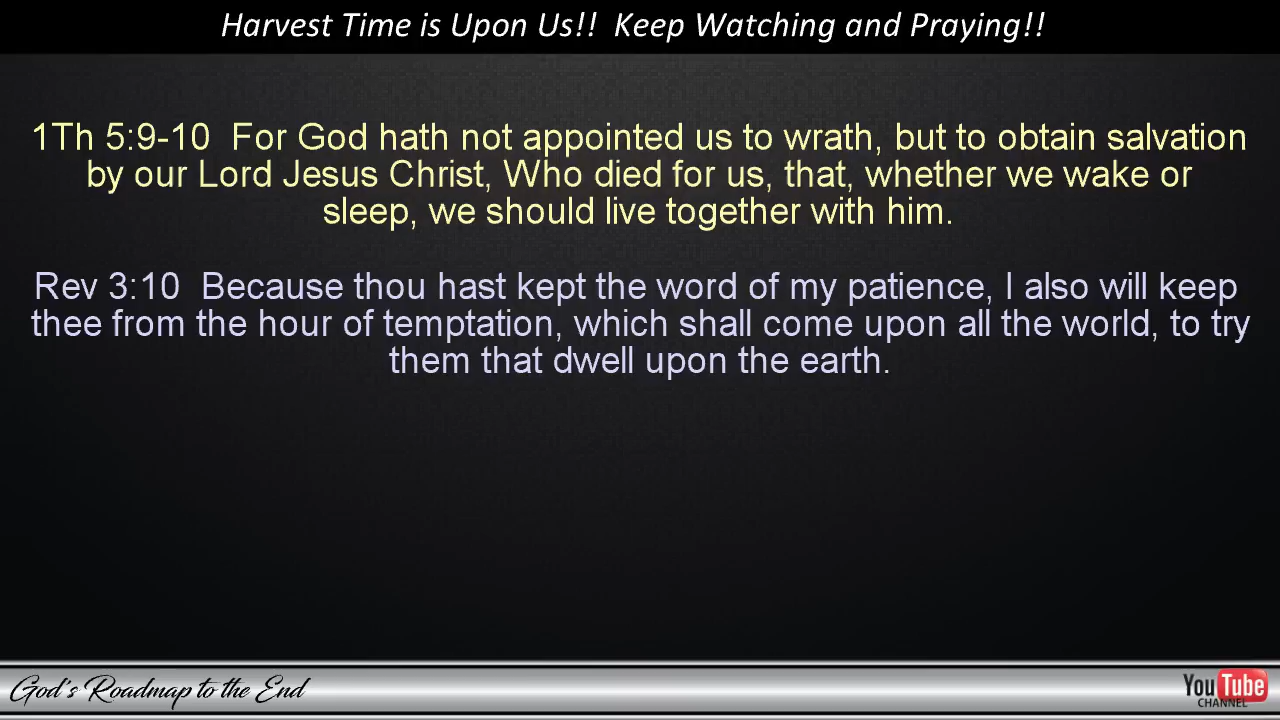 Harvest Time is Upon Us!!  Keep Watching and Praying!!
1Th 5:9-10  For God hath not appointed us to wrath, but to obtain salvation
by our Lord Jesus Christ, Who died for us, that, whether we wake or
sleep, we should live together with him.
Rev 3:10  Because thou hast kept the word of my patience, I also will keep
thee from the hour of temptation, which shall come upon all the world, to try
them that dwell upon the earth.
God's Roadmap to the End
YouTube
CHANNEL